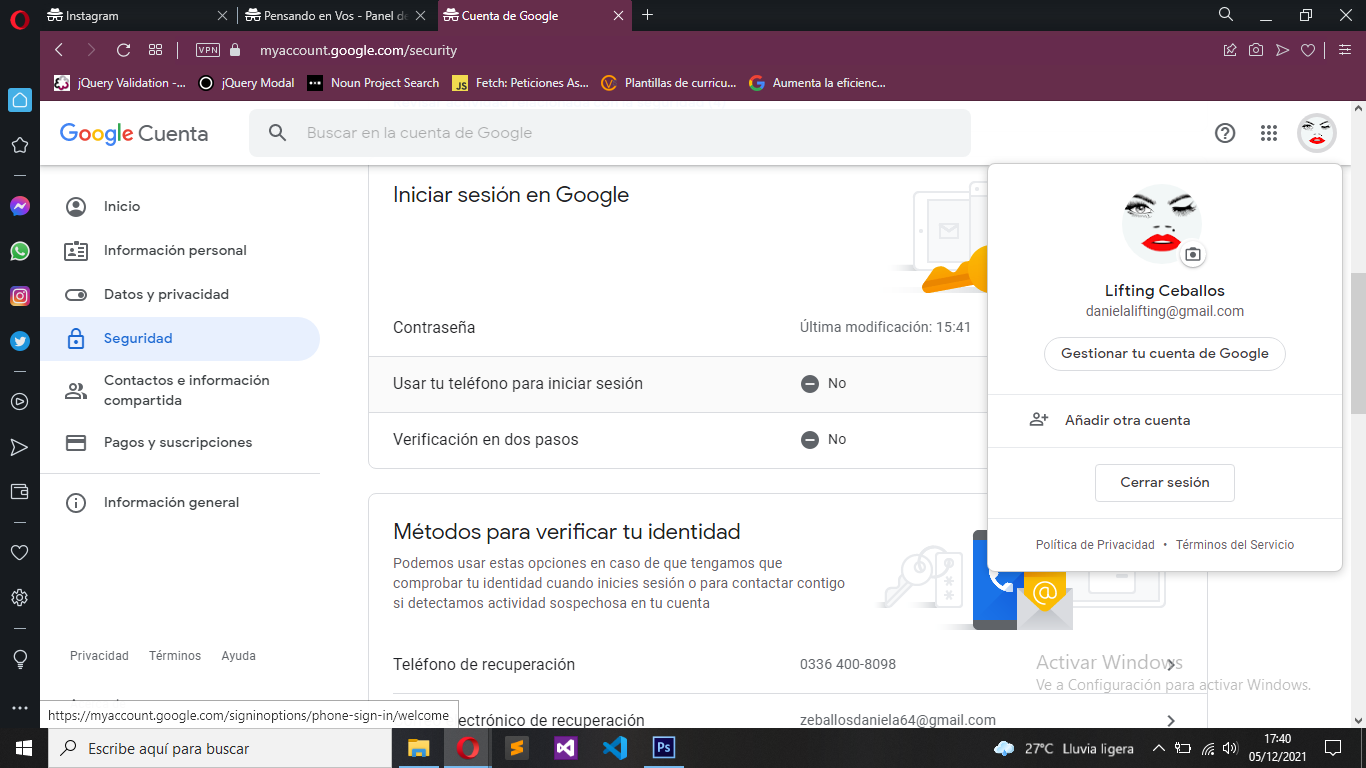 Instagram
Pensando en Vos - Panel de
Cuenta de Google
VPN
myaccount.google.com/security
jQuery Validation -...
jQuery Modal
Noun Project Search
JS
Fetch: Peticiones As...
Plantillas de curricu...
Aumenta la eficienc...
Google Cuenta
Buscar en la cuenta de Google
Inicio
Información personal
Datos y privacidad
Seguridad
Contactos e información
compartida
Pagos y suscripciones
Información general
Privacidad
Términos
Ayuda
Iniciar sesión en Google
Contraseña
Última modificación: 15:41
Usar tu teléfono para iniciar sesión
No
Verificación en dos pasos
No
Métodos para verificar tu identidad
Podemos usar estas opciones en caso de que tengamos que
comprobar tu identidad cuando inicies sesión o para contactar contigo
si detectamos actividad sospechosa en tu cuenta
Teléfono de recuperación
0336 400-8098
ectrónico de recuperación
zeballosdaniela64@gmail.com
Lifting Ceballos
danielalifting@gmail.com
Gestionar tu cuenta de Google
Añadir otra cuenta
Cerrar sesión
Política de Privacidad • Términos del Servicio
Activar Windows
Ve a Configuración para activar Windows.
https://myaccount.google.com/signinoptions/phone-sign-in/welcome
Escribe aquí para buscar
Ps
27°C Lluvia ligera
17:40
05/12/2021